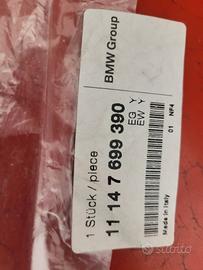 BMW Group
EG Y
EW Y
01 NF4
1 Stück / piece
11 14 7 699 390
Made in Italy
subito